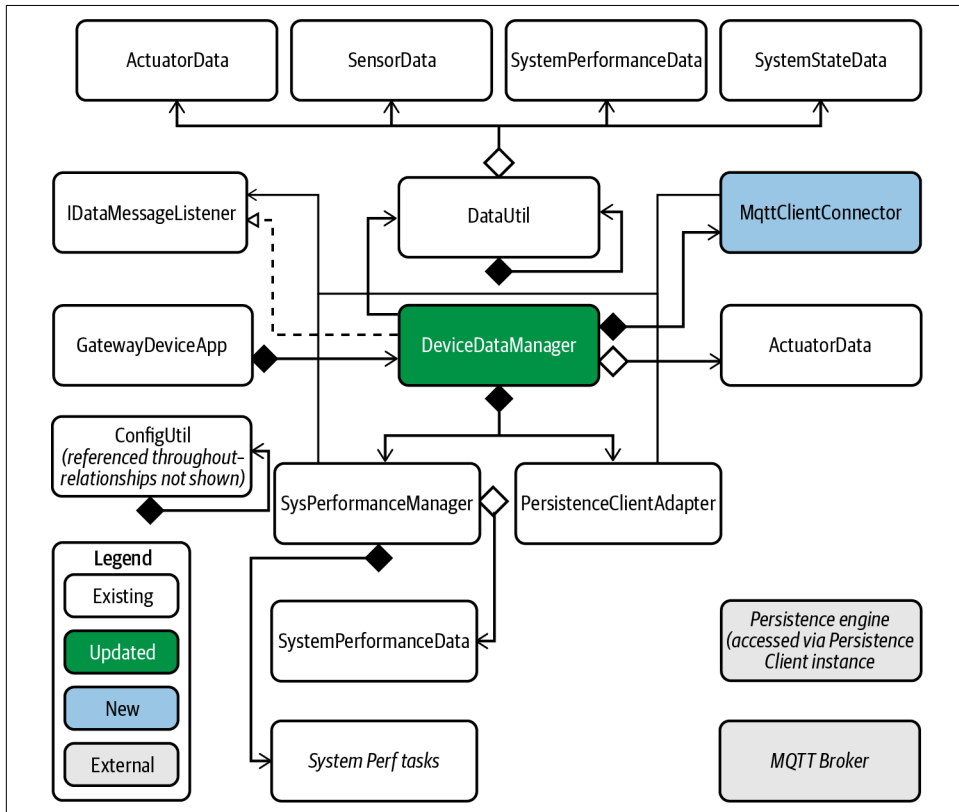 ActuatorData
SensorData
SystemPerformanceData
SystemStateData
IDataMessageListener
DataUtil
MqttClientConnector
GatewayDeviceApp
DeviceDataManager
ActuatorData
ConfigUtil
(referenced throughout–
relationships not shown)
SysPerformanceManager
PersistenceClientAdapter
Legend
Existing
Updated
New
External
SystemPerformanceData
System Perf tasks
Persistence engine
(accessed via Persistence
Client instance
MQTT Broker